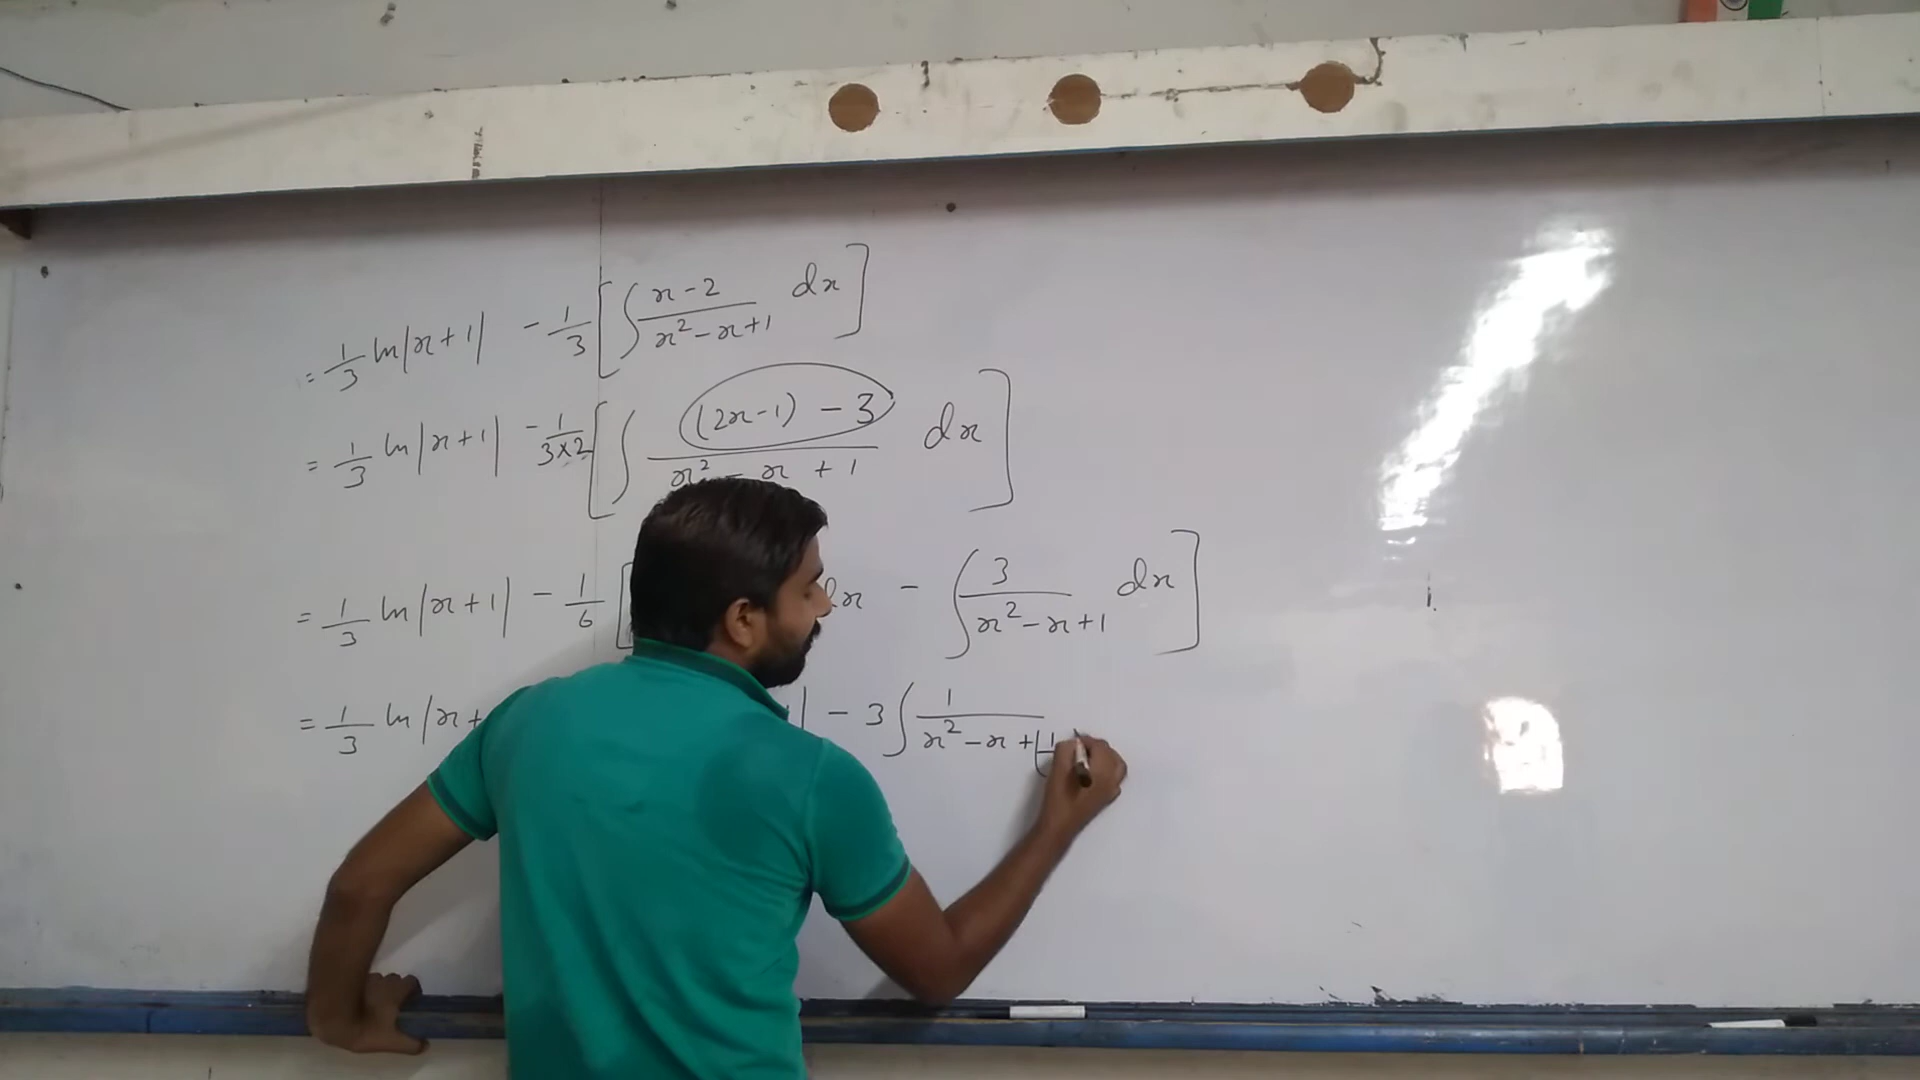 = 1/3 ln|x+1| - 1/3 [ ∫ x-2 / x²-x+1 dx ]
= 1/3 ln|x+1| - 1/3×2 [ ∫ (2x-1) - 3 / x² - x + 1 dx ]
= 1/3 ln|x+1| - 1/6 [ dx - ∫ 3 / x²-x+1 dx ]
= 1/3 ln|x+ | - 3 ∫ 1 / x²-x+(1